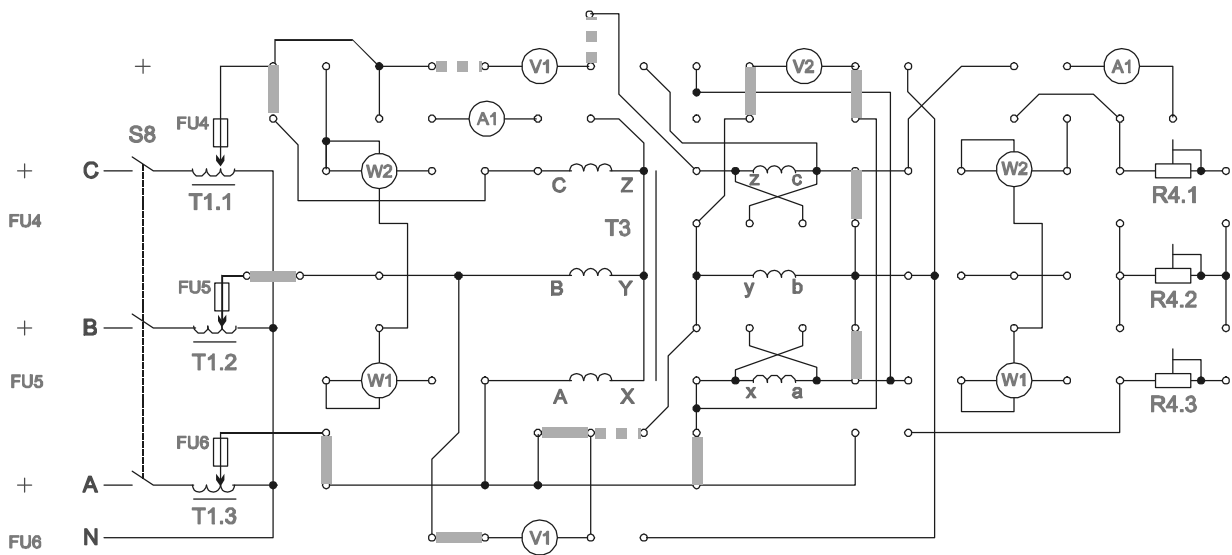 V1 V2 A1
FU4 A1
S8
C W2 W2
C Z z c
T1.1 R4.1
FU4
T3
FU5 B Y y b
R4.2
B
T1.2
FU5 W1 W1
A X x a
R4.3
FU6
A
T1.3
FU6 N V1